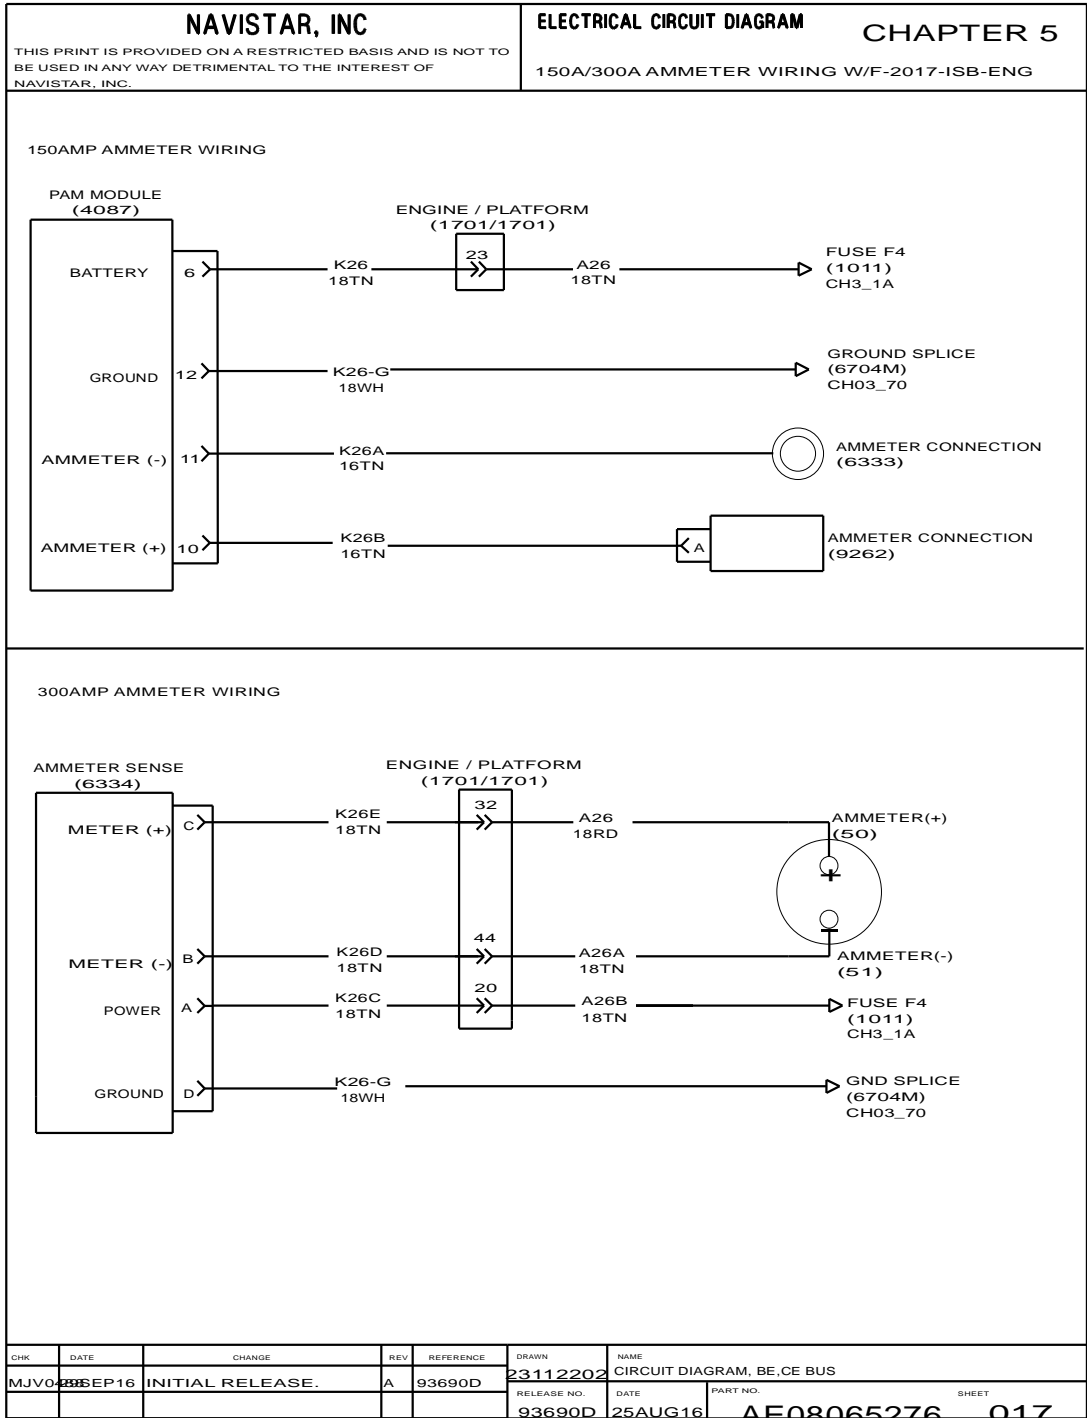 NAVISTAR, INC
THIS PRINT IS PROVIDED ON A RESTRICTED BASIS AND IS NOT TO
BE USED IN ANY WAY DETRIMENTAL TO THE INTEREST OF
NAVISTAR, INC.
ELECTRICAL CIRCUIT DIAGRAM
CHAPTER 5
150A/300A AMMETER WIRING W/F-2017-ISB-ENG
150AMP AMMETER WIRING
PAM MODULE
(4087)
ENGINE / PLATFORM
(1701/1701)
BATTERY 6 K26 23 A26
18TN 18TN
FUSE F4
(1011)
CH3_1A
GROUND 12 K26-G
18WH
GROUND SPLICE
(6704M)
CH03_70
AMMETER (-) 11 K26A
16TN
AMMETER CONNECTION
(6333)
AMMETER (+) 10 K26B A
16TN
AMMETER CONNECTION
(9262)
300AMP AMMETER WIRING
AMMETER SENSE
(6334)
ENGINE / PLATFORM
(1701/1701)
METER (+) C K26E 32 A26
18TN 18RD
AMMETER(+)
(50)
METER (-) B K26D 44 A26A
18TN 18TN
AMMETER(-)
(51)
POWER A K26C 20 A26B
18TN 18TN
FUSE F4
(1011)
CH3_1A
GROUND D K26-G
18WH
GND SPLICE
(6704M)
CH03_70
CHK DATE CHANGE REV REFERENCE
INITIAL RELEASE. A 93690D
DRAWN
23112202
NAME
CIRCUIT DIAGRAM, BE,CE BUS
RELEASE NO. DATE PART NO. SHEET
93690D 25AUG16 AE08065276 017